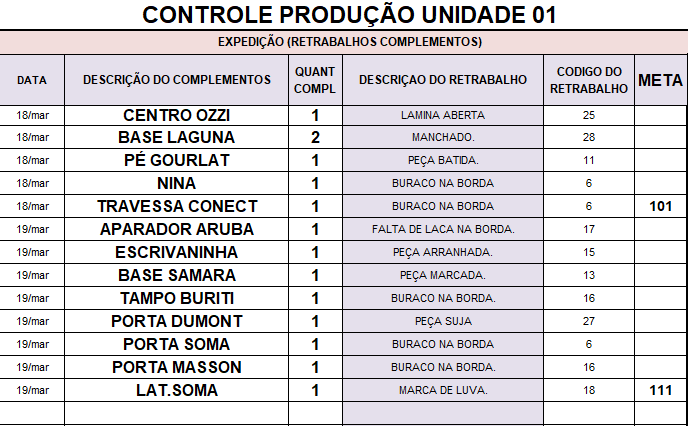 CONTROLE PRODUÇÃO UNIDADE 01
EXPEDIÇÃO (RETRABALHOS COMPLEMENTOS)
DATA DESCRIÇÃO DO COMPLEMENTOS QUANT COMPL DESCRIÇAO DO RETRABALHO CODIGO DO RETRABALHO META
18/mar CENTRO OZZI 1 LAMINA ABERTA 25
18/mar BASE LAGUNA 2 MANCHADO. 28
18/mar PÉ GOURLAT 1 PEÇA BATIDA. 11
18/mar NINA 1 BURACO NA BORDA 6
18/mar TRAVESSA CONECT 1 BURACO NA BORDA 6 101
19/mar APARADOR ARUBA 1 FALTA DE LACA NA BORDA. 17
19/mar ESCRIVANINHA 1 PEÇA ARRANHADA. 15
19/mar BASE SAMARA 1 PEÇA MARCADA. 13
19/mar TAMPO BURITI 1 BURACO NA BORDA. 16
19/mar PORTA DUMONT 1 PEÇA SUJA 27
19/mar PORTA SOMA 1 BURACO NA BORDA 6
19/mar PORTA MASSON 1 BURACO NA BORDA. 16
19/mar LAT.SOMA 1 MARCA DE LUVA. 18 111